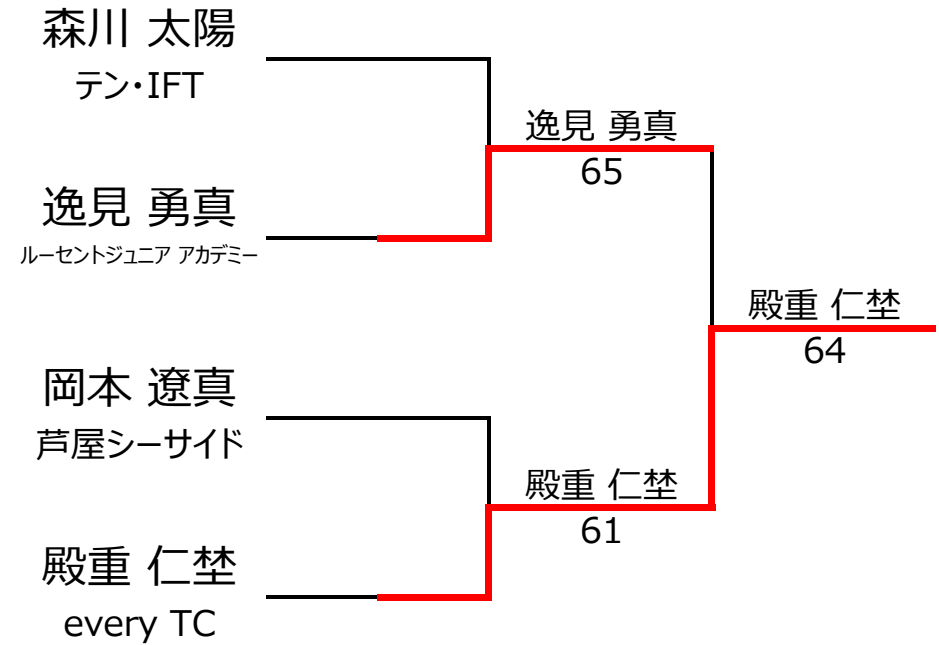 森川 太陽
テン・IFT
逸見 勇真
65
逸見 勇真
ルーセントジュニア アカデミー
殿重 仁埜
64
岡本 遼真
芦屋シーサイド
殿重 仁埜
61
殿重 仁埜
every TC